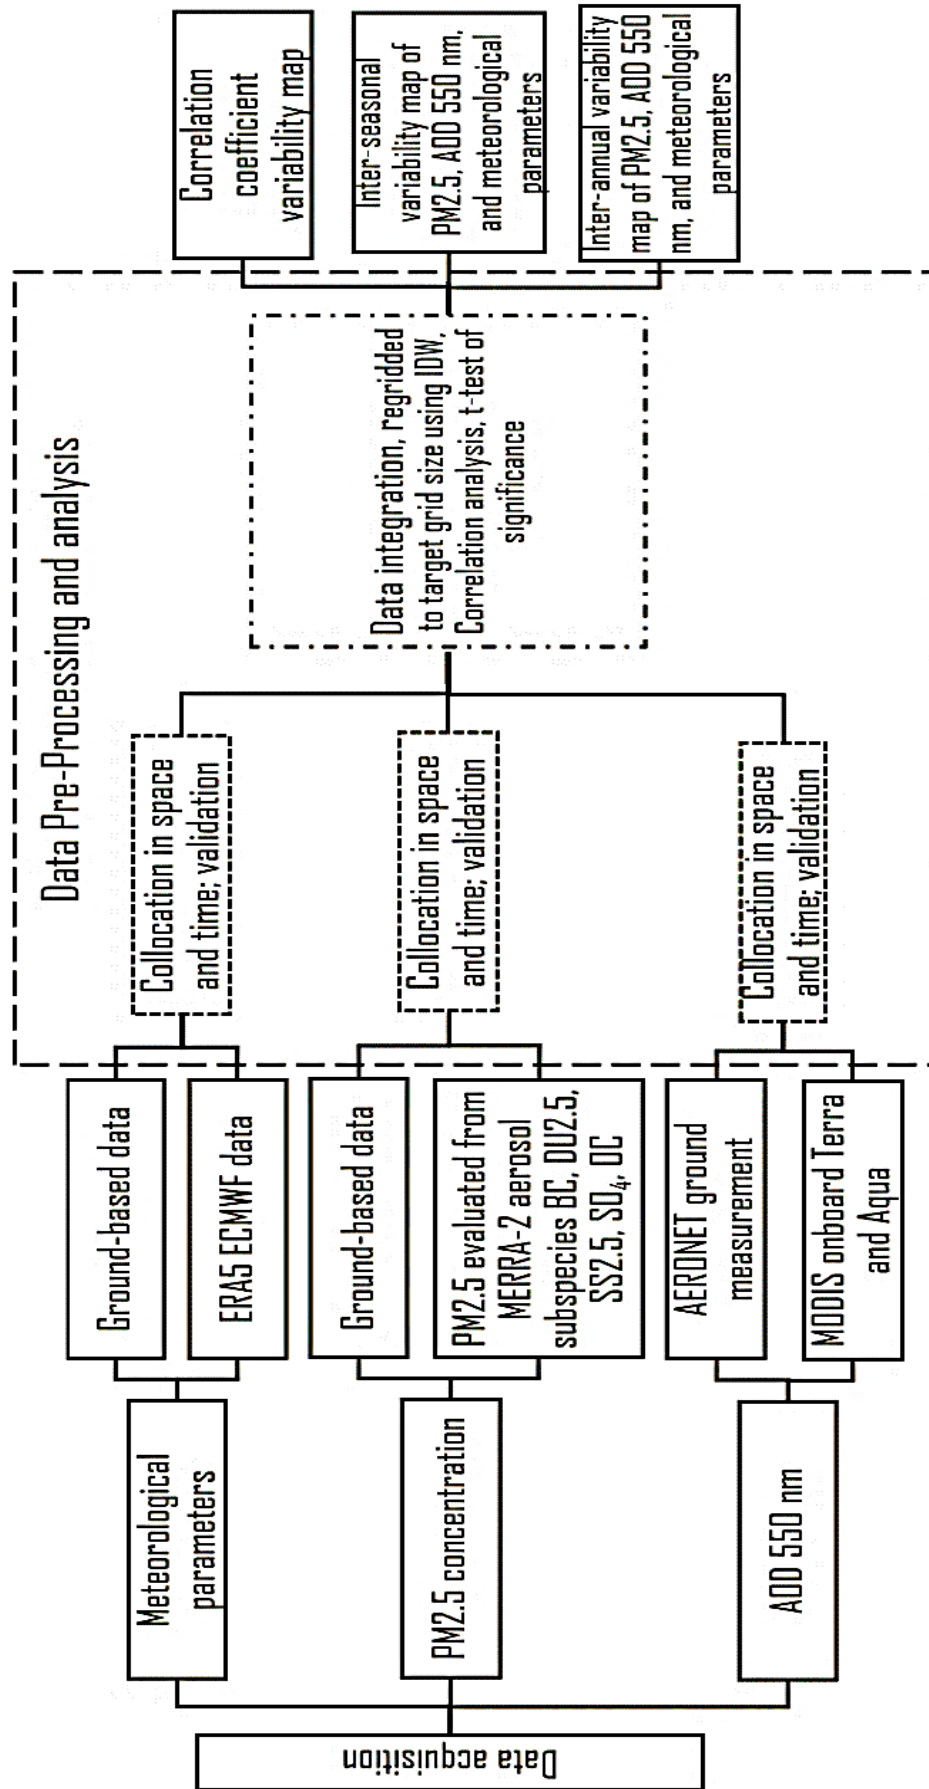 Data acquisition
Meteorological
parameters
PM2.5 concentration
AOD 550 nm
Ground-based data
ERA5 ECMWF data
Ground-based data
PM2.5 evaluated from
MERRA-2 aerosol
subspecies BC, DU2.5,
SS2.5, SO₄, OC
AERONET ground
measurement
MODIS onboard Terra
and Aqua
Data Pre-Processing and analysis
Collocation in space
and time; validation
Collocation in space
and time; validation
Collocation in space
and time; validation
Data integration, regridded
to target grid size using IDW,
Correlation analysis, t-test of
significance
Correlation
coefficient
variability map
Inter-seasonal
variability map of
PM2.5, AOD 550 nm,
and meteorological
parameters
Inter-annual variability
map of PM2.5, AOD 550
nm, and meteorological
parameters